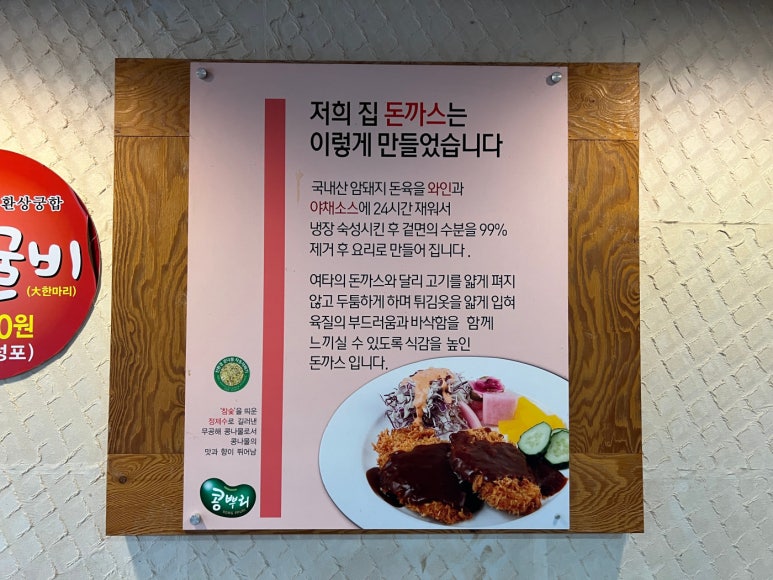 저희 집 돈까스는
이렇게 만들었습니다
국내산 암돼지 돈육을 와인과
야채소스에 24시간 재워서
냉장 숙성시킨 후 겉면의 수분을 99%
제거 후 요리로 만들어 집니다.
여타의 돈까스와 달리 고기를 얇게 펴지
않고 두툼하게 하며 튀김옷을 얇게 입혀
육질의 부드러움과 바삭함을 함께
느끼실 수 있도록 식감을 높인
돈까스 입니다.
'참숯'을 띄운
정제수로 길러낸
무공해 콩나물로서
콩나물의
맛과 향이 뛰어남
콩뿌리
환상궁합
굴비
(大한마리)
0원
성포)